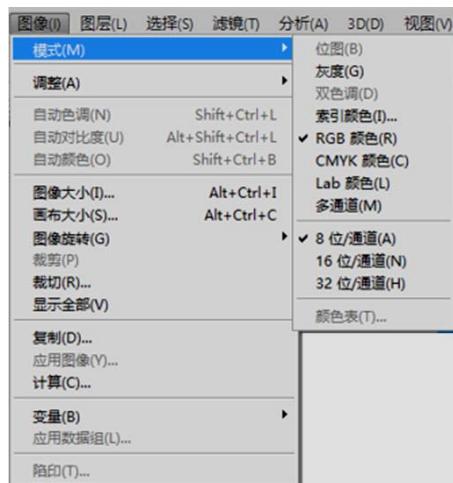 图像(I) 图层(L) 选择(S) 滤镜(T) 分析(A) 3D(D) 视图(V)
模式(M)
调整(A)
自动色调(N) Shift+Ctrl+L
自动对比度(U) Alt+Shift+Ctrl+L
自动颜色(O) Shift+Ctrl+B
图像大小(I)... Alt+Ctrl+I
画布大小(S)... Alt+Ctrl+C
图像旋转(G)
裁剪(P)
裁切(R)...
显示全部(V)
复制(D)...
应用图像(Y)...
计算(C)...
变量(B)
应用数据组(L)...
陷印(T)...
位图(B)
灰度(G)
双色调(D)
索引颜色(I)...
RGB 颜色(R)
CMYK 颜色(C)
Lab 颜色(L)
多通道(M)
8 位/通道(A)
16 位/通道(N)
32 位/通道(H)
颜色表(T)...